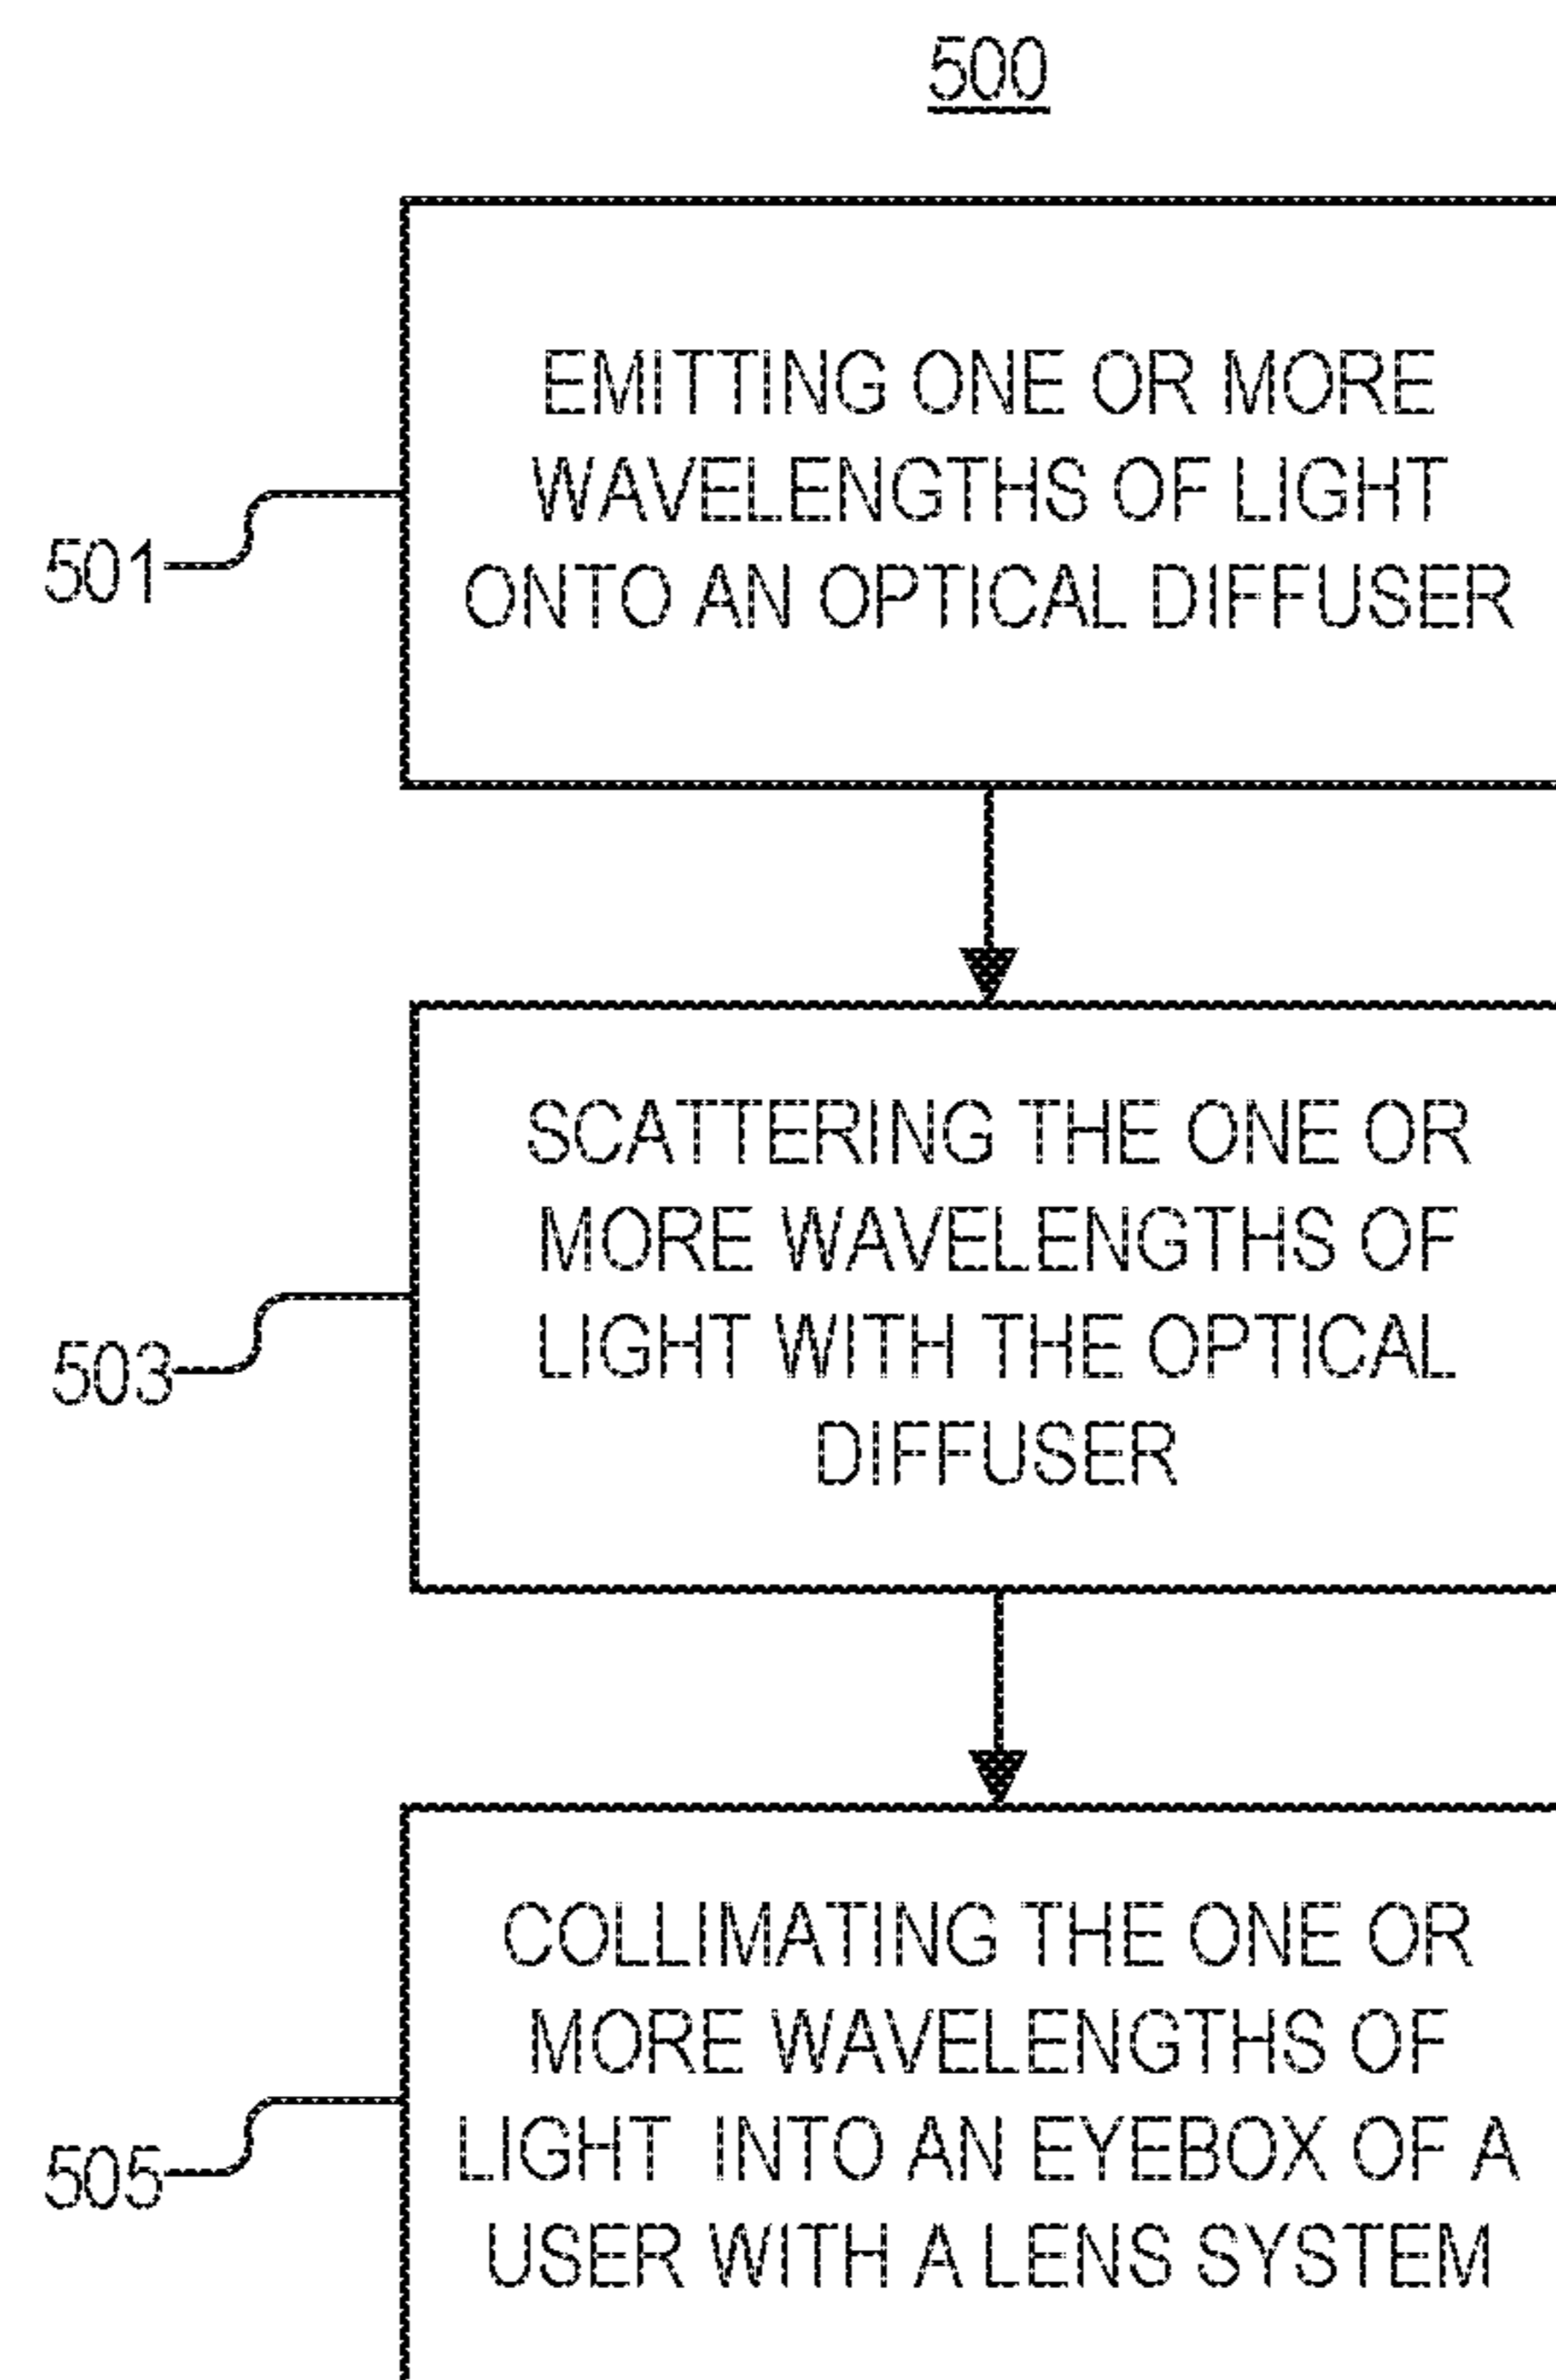 500
EMITTING ONE OR MORE
WAVELENGTHS OF LIGHT
ONTO AN OPTICAL DIFFUSER
501
SCATTERING THE ONE OR
MORE WAVELENGTHS OF
LIGHT WITH THE OPTICAL
DIFFUSER
503
COLLIMATING THE ONE OR
MORE WAVELENGTHS OF
LIGHT INTO AN EYEBOX OF A
USER WITH A LENS SYSTEM
505